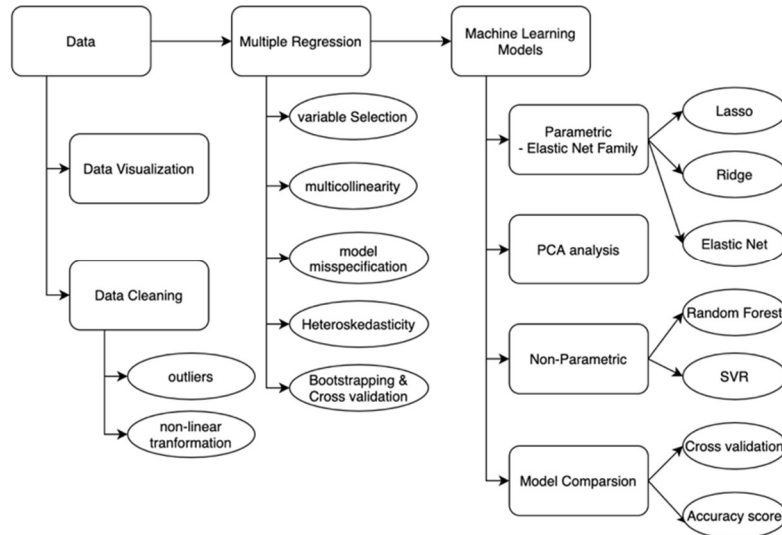 Data
Multiple Regression
Machine Learning
Models
variable Selection
multicollinearity
model
misspecification
Heteroskedasticity
Bootstrapping &
Cross validation
Data Visualization
Data Cleaning
outliers
non-linear
tranformation
Parametric
- Elastic Net Family
Lasso
Ridge
Elastic Net
PCA analysis
Non-Parametric
Random Forest
SVR
Model Comparsion
Cross validation
Accuracy score